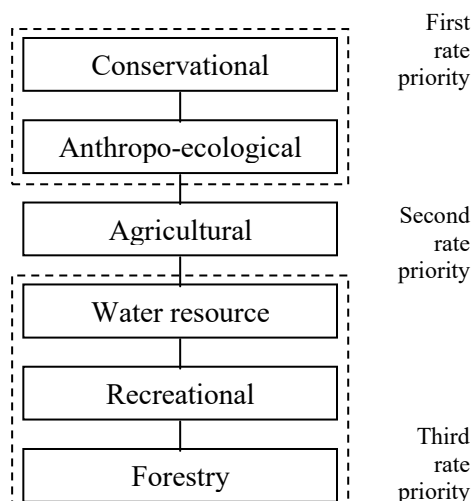 First
rate
priority
Conservational
Anthropo-ecological
Second
rate
priority
Agricultural
Water resource
Recreational
Third
rate
priority
Forestry